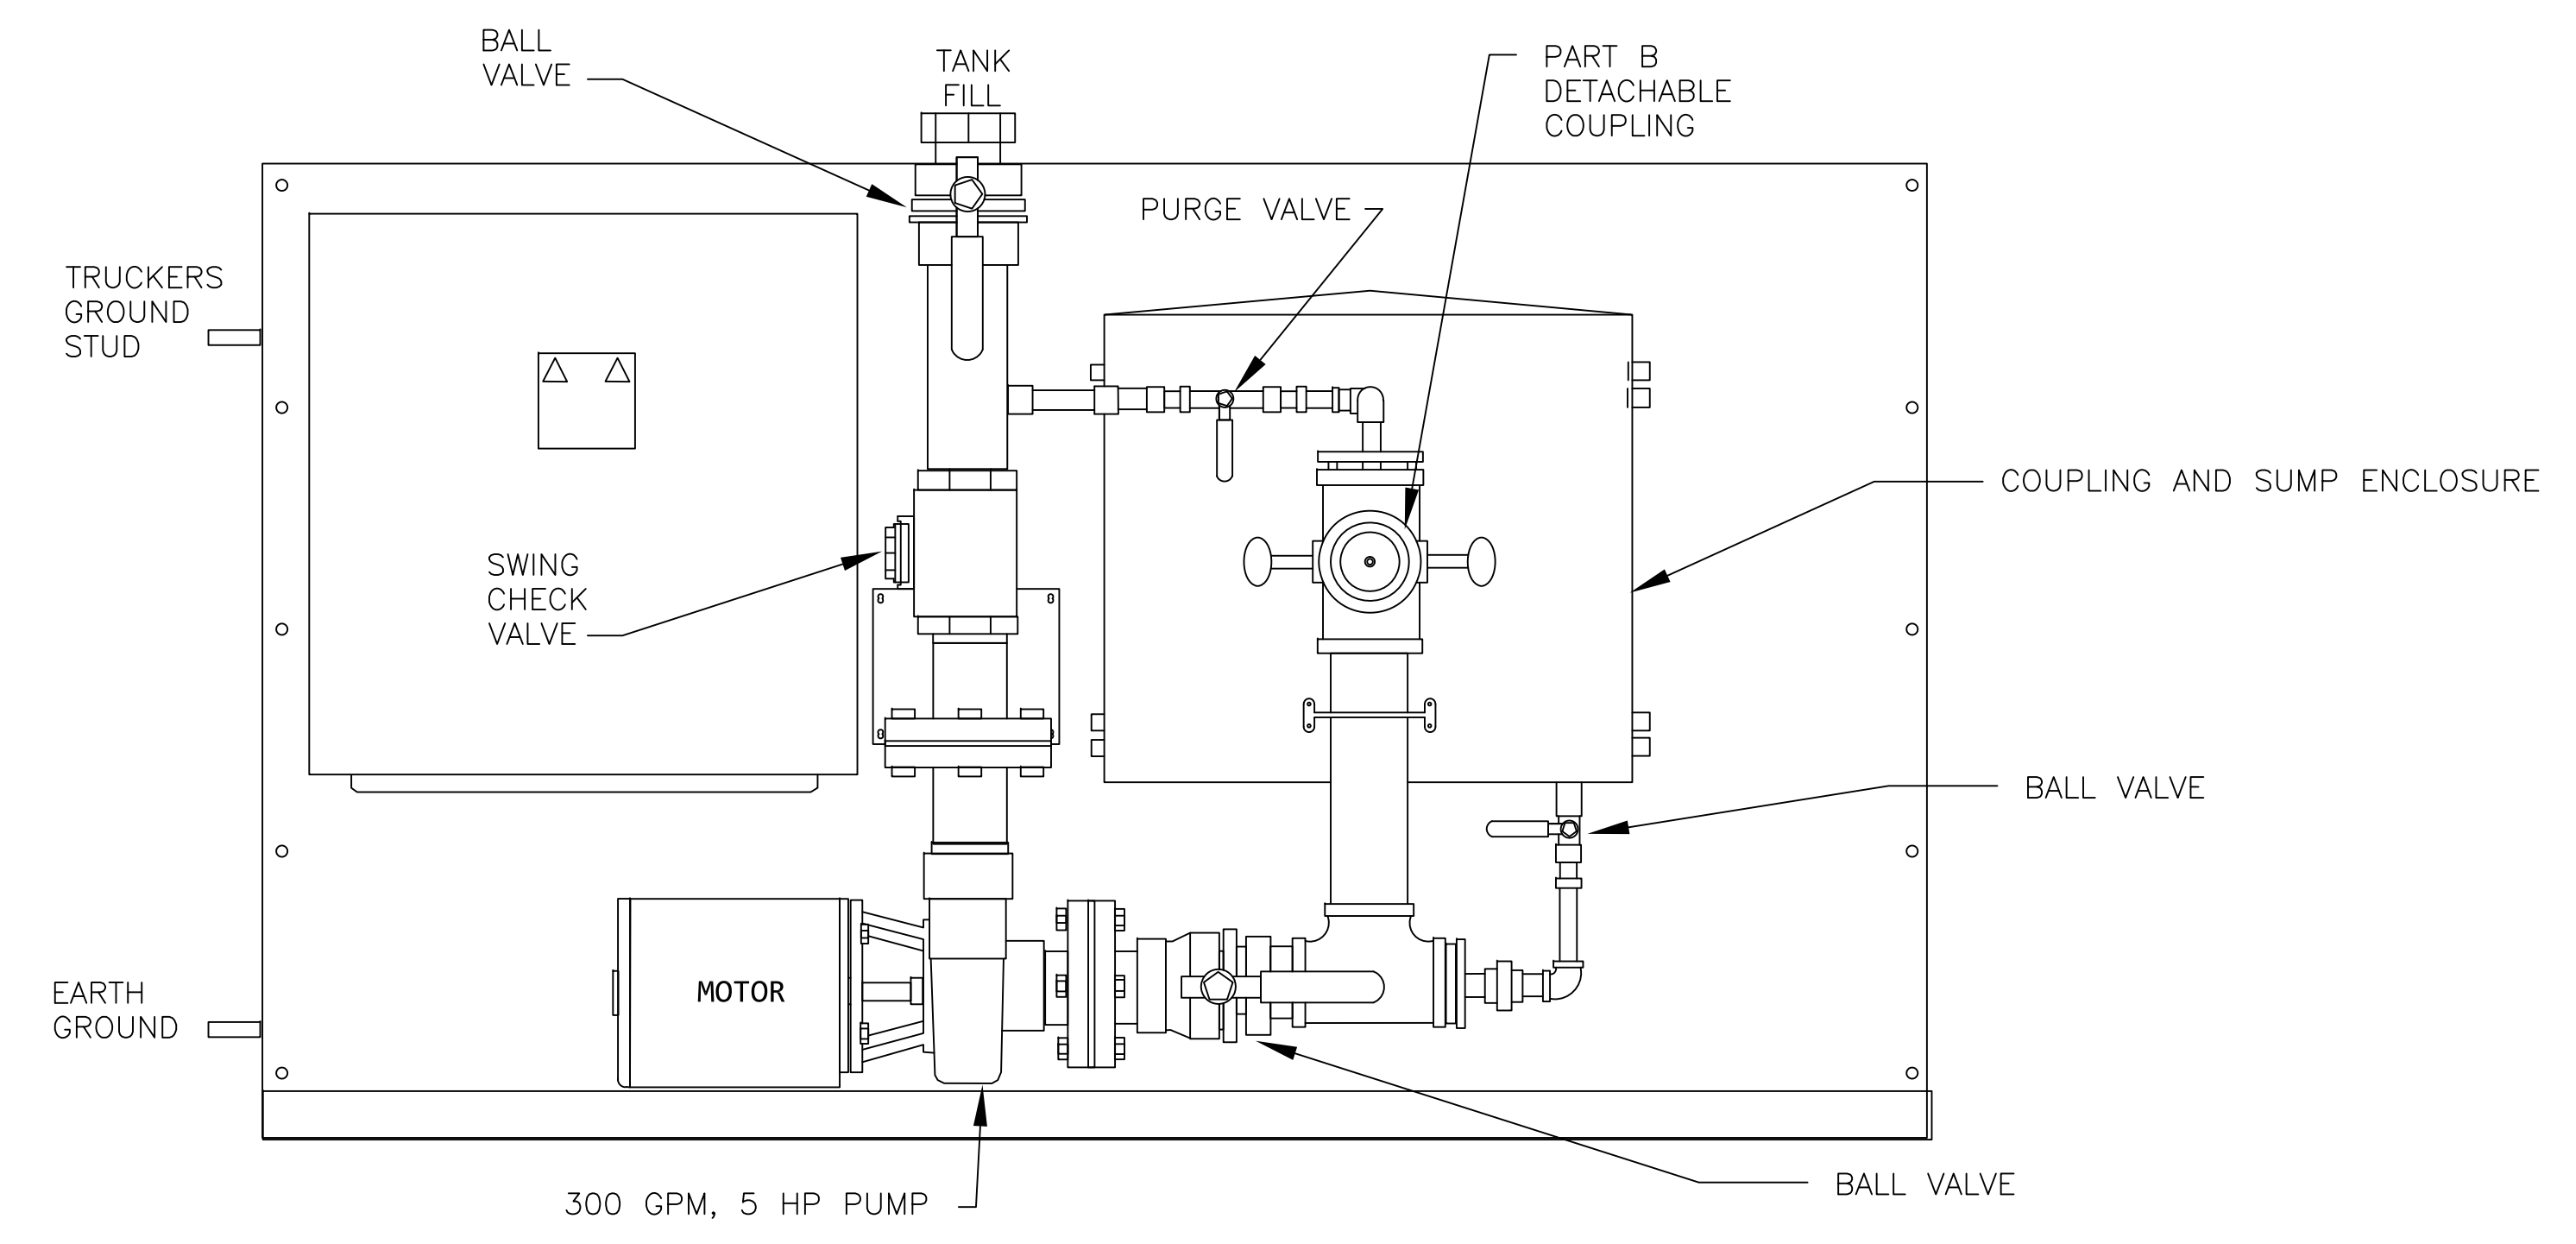 BALL
VALVE
TANK
FILL
PART B
DETACHABLE
COUPLING
PURGE VALVE
TRUCKERS
GROUND
STUD
COUPLING AND SUMP ENCLOSURE
SWING
CHECK
VALVE
BALL VALVE
MOTOR
EARTH
GROUND
BALL VALVE
300 GPM, 5 HP PUMP